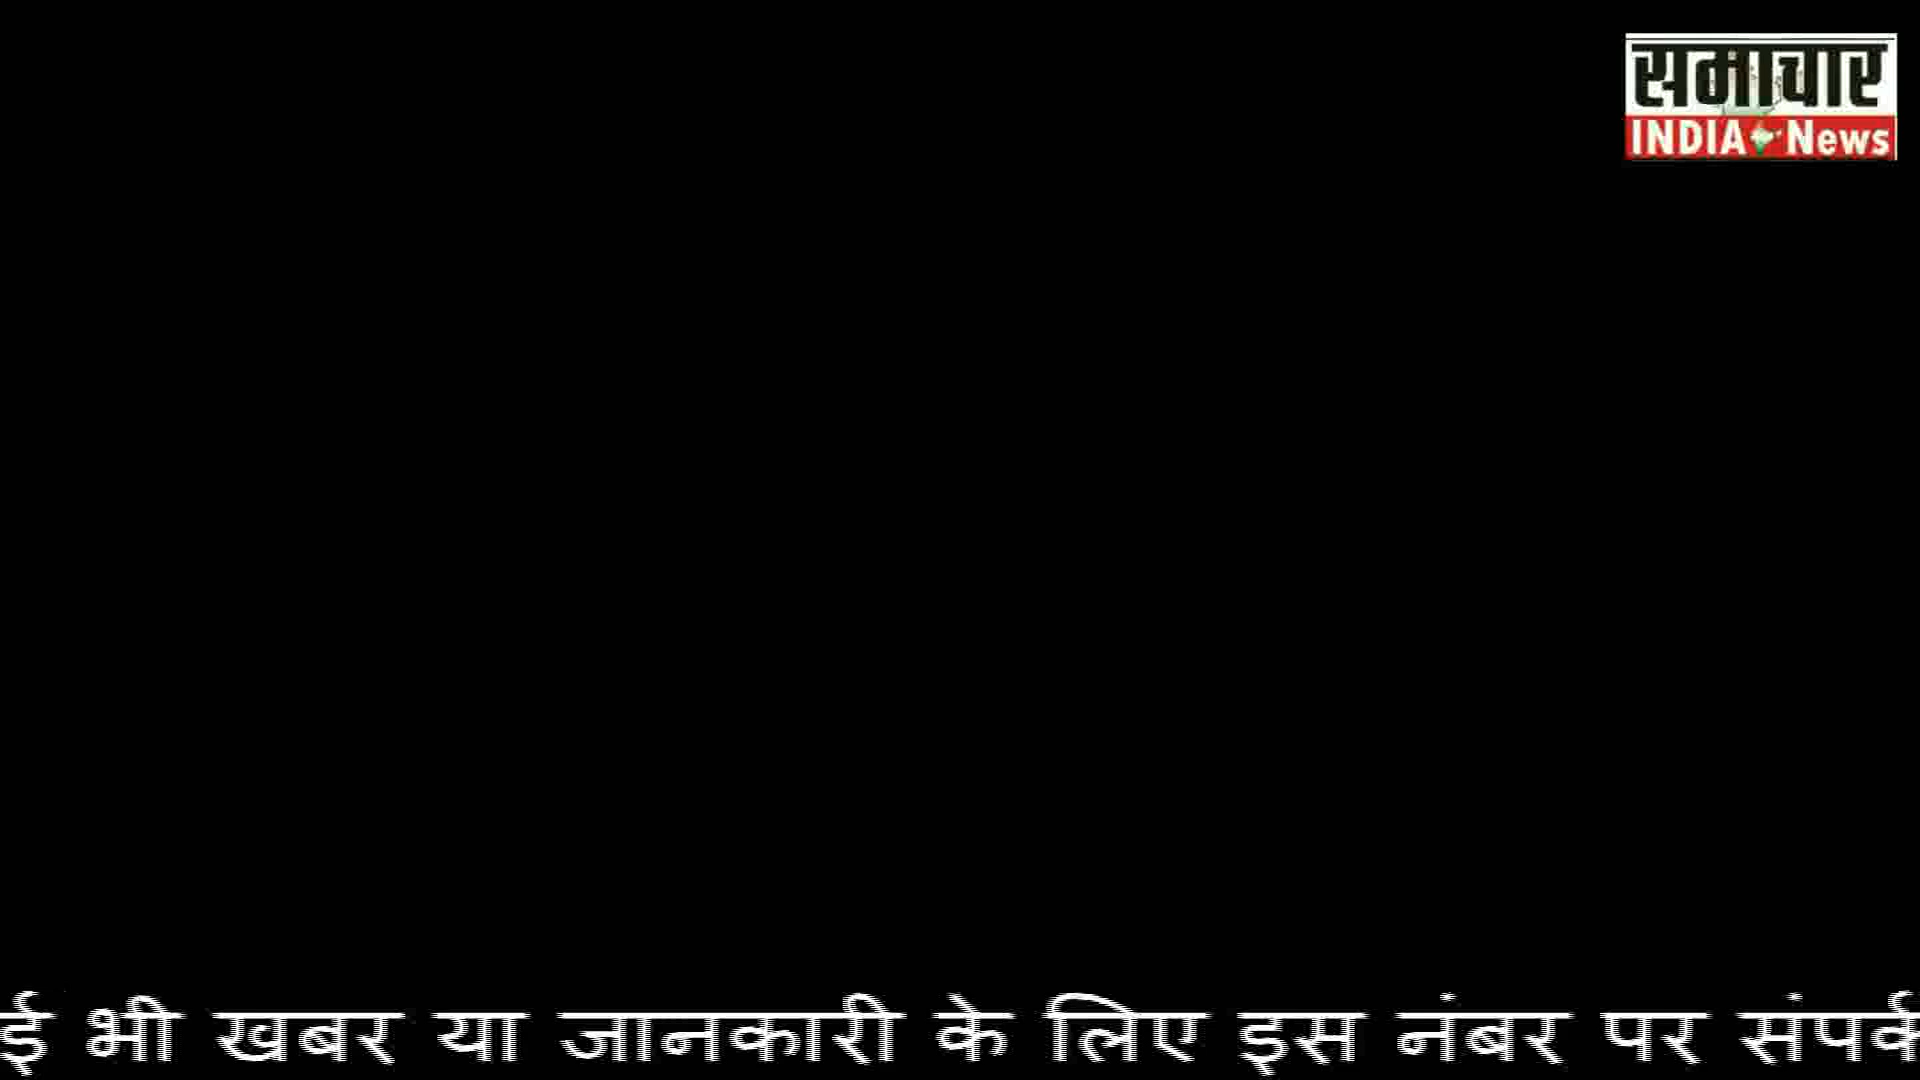 समाचार
INDIA News
ई भी खबर या जानकारी के लिए इस नंबर पर संपर्क